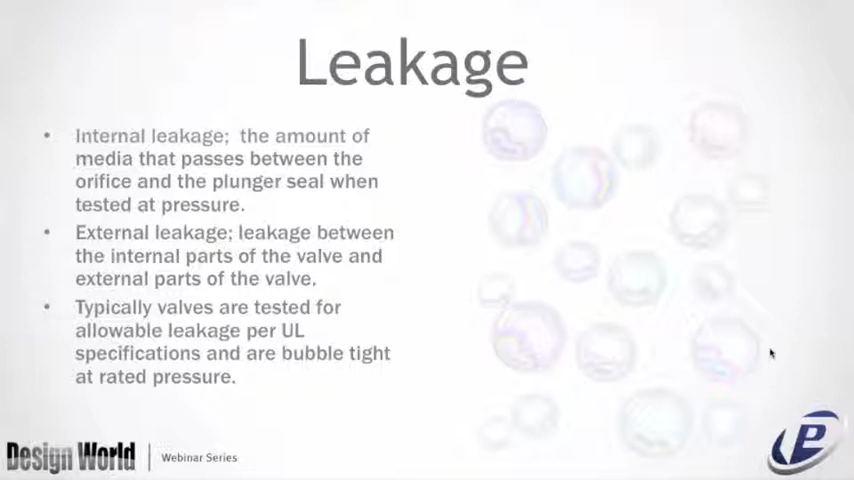 Leakage
• Internal leakage;  the amount of
media that passes between the
orifice and the plunger seal when
tested at pressure.
• External leakage; leakage between
the internal parts of the valve and
external parts of the valve.
• Typically valves are tested for
allowable leakage per UL
specifications and are bubble tight
at rated pressure.
Design World | Webinar Series
P